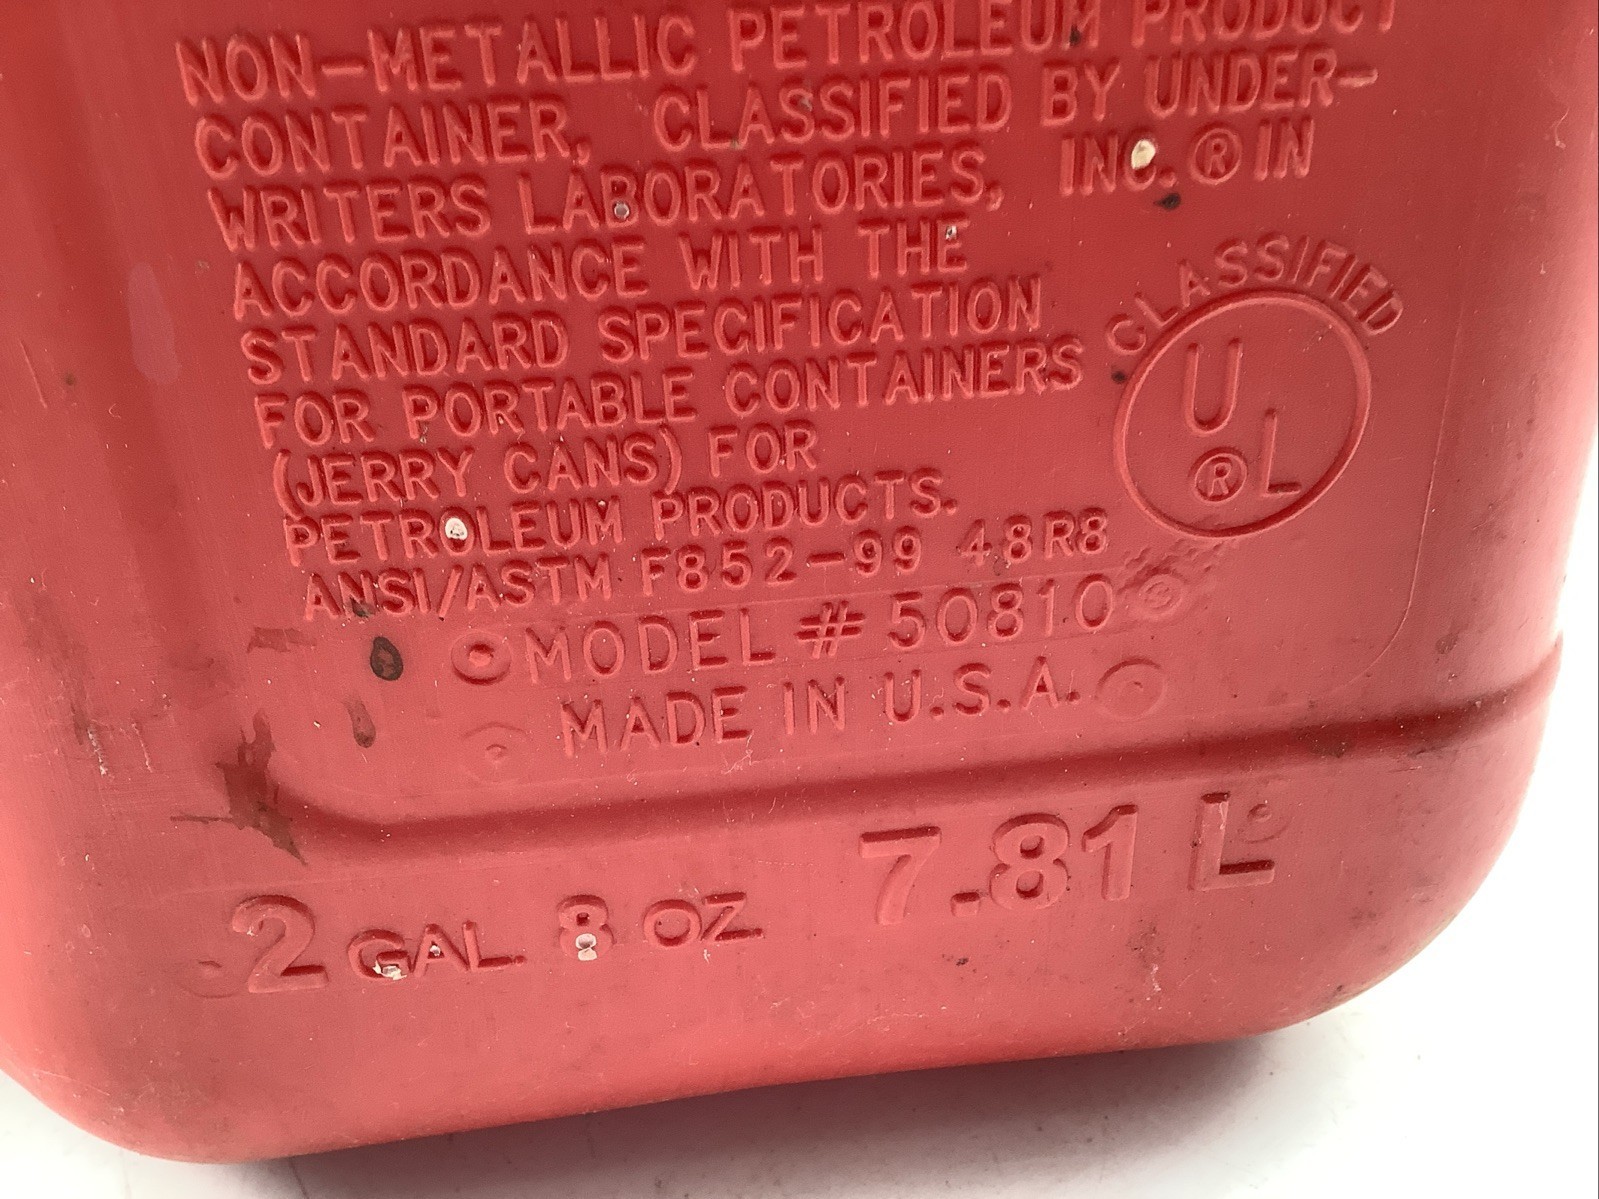 NON-METALLIC PETROLEUM PRODUCT
CONTAINER, CLASSIFIED BY UNDER-
WRITERS LABORATORIES, INC.® IN
ACCORDANCE WITH THE
STANDARD SPECIFICATION
FOR PORTABLE CONTAINERS
(JERRY CANS) FOR
PETROLEUM PRODUCTS.
ANSI/ASTM F852-99 48R8
CLASSIFIED
U
® L
MODEL # 50810
MADE IN U.S.A.
2 GAL 8 OZ 7.81 L